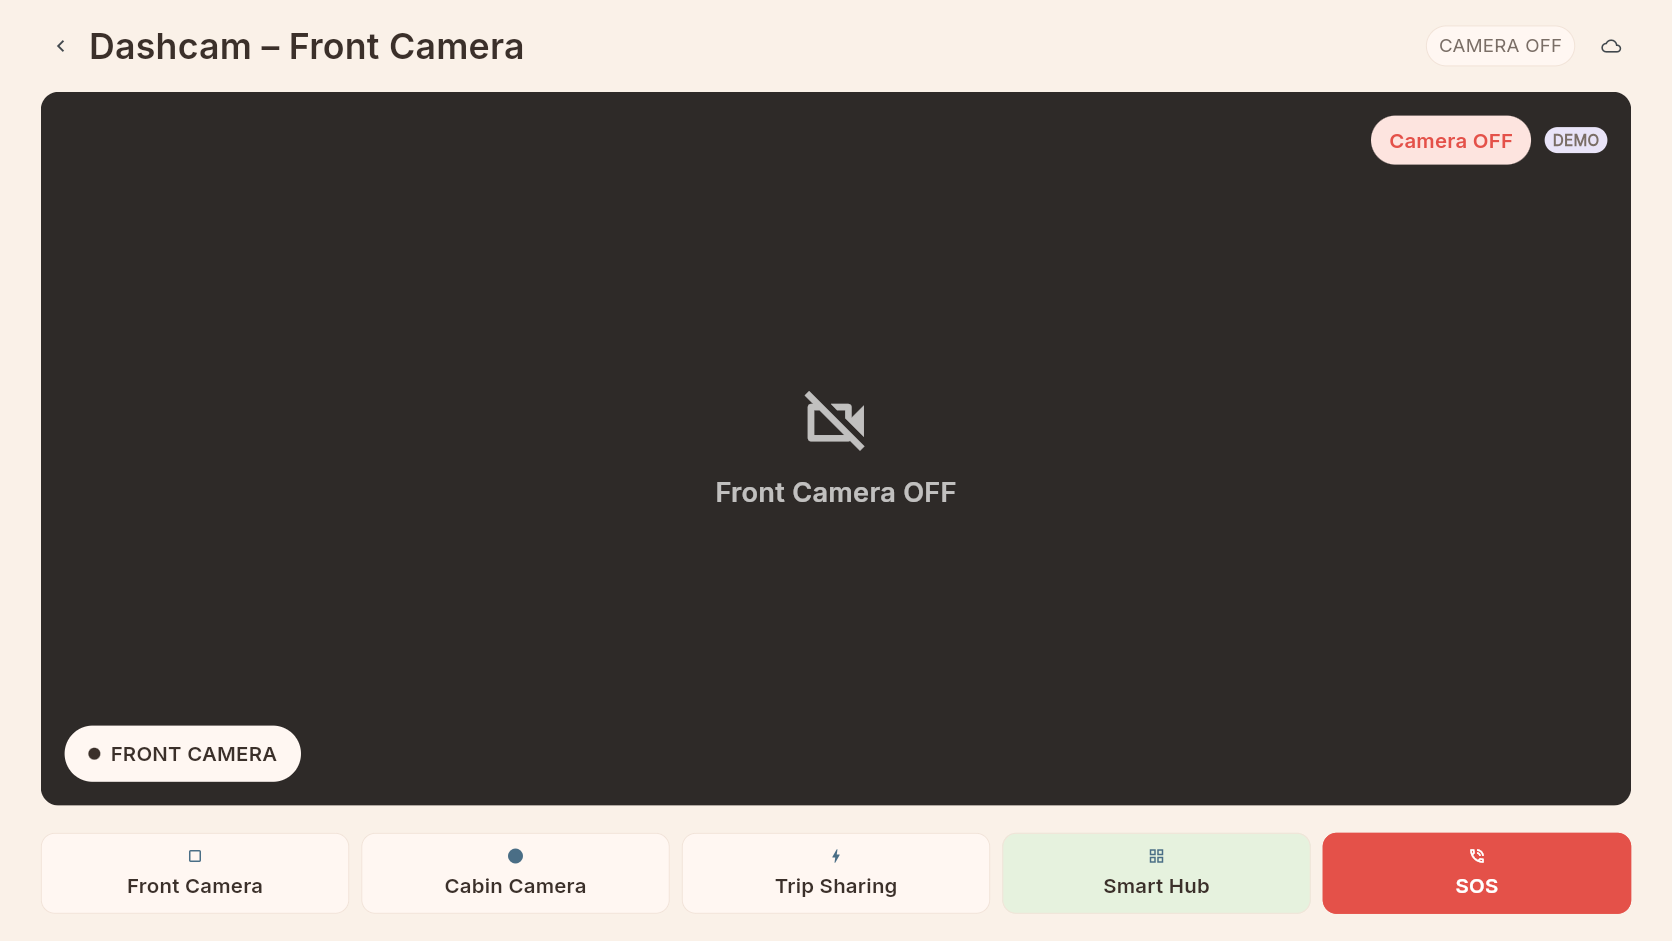 Dashcam – Front Camera
CAMERA OFF
Camera OFF
DEMO
Front Camera OFF
FRONT CAMERA
Front Camera
Cabin Camera
Trip Sharing
Smart Hub
SOS